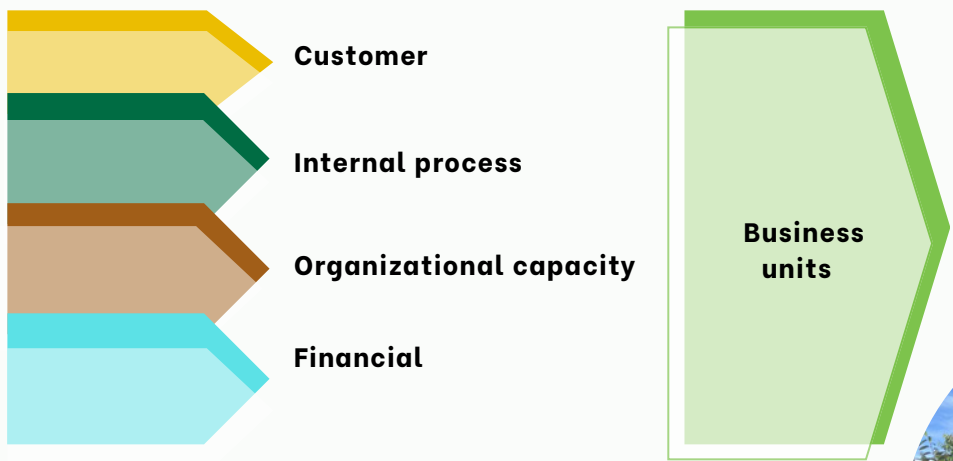 Customer
Internal process
Organizational capacity
Financial
Business
units